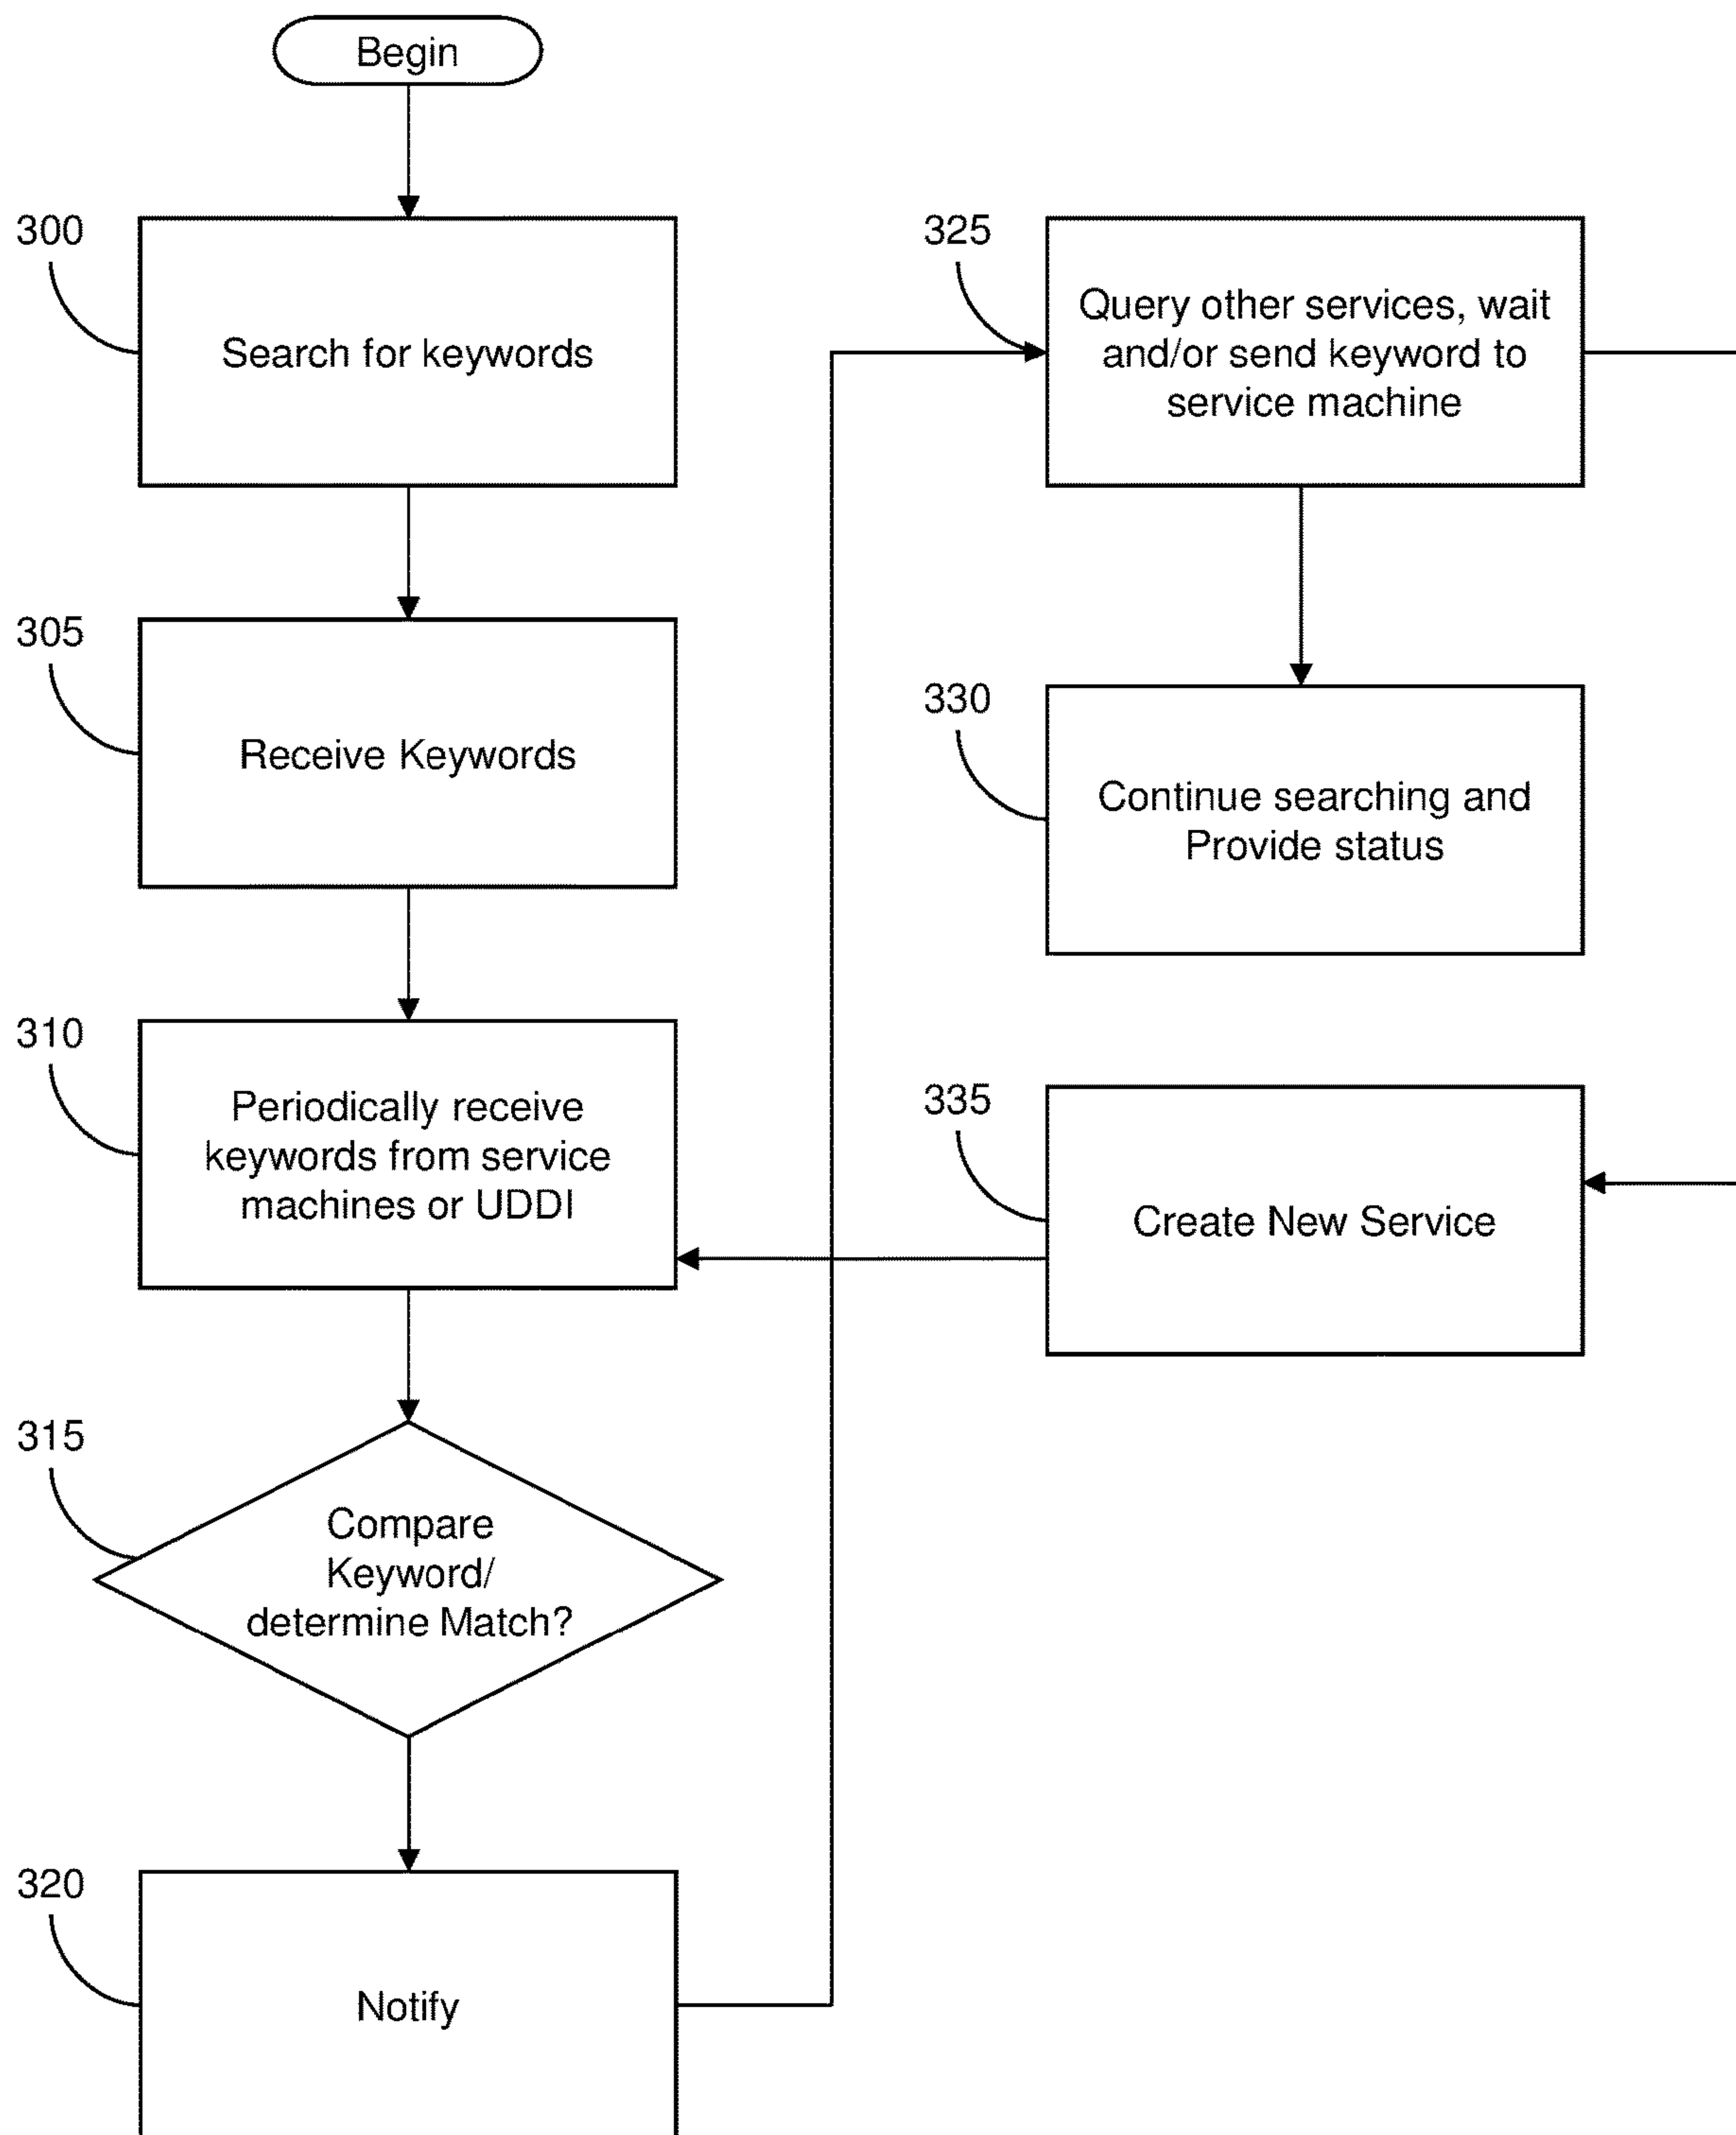 Begin
300
Search for keywords
305
Receive Keywords
310
Periodically receive
keywords from service
machines or UDDI
315
Compare
Keyword/
determine Match?
320
Notify
325
Query other services, wait
and/or send keyword to
service machine
330
Continue searching and
Provide status
335
Create New Service